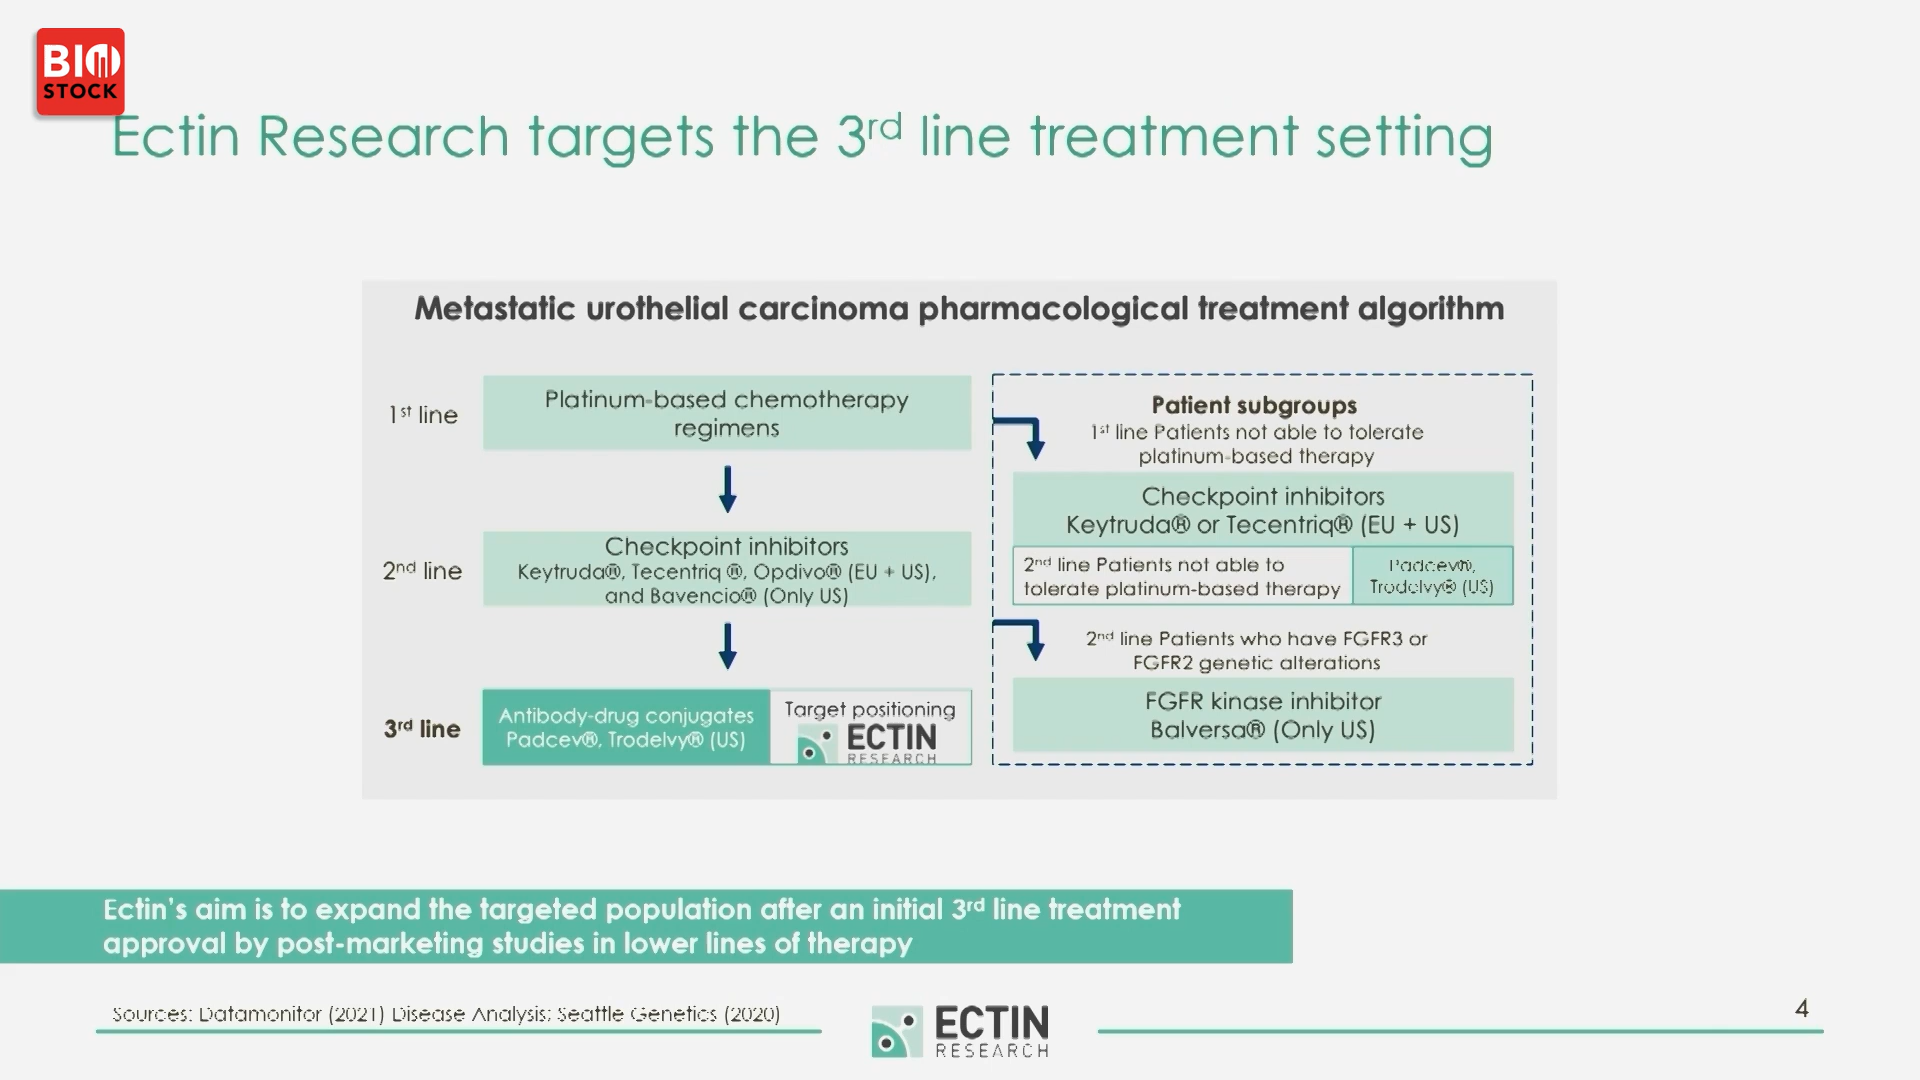 BIO
STOCK
Ectin Research targets the 3rd line treatment setting
Metastatic urothelial carcinoma pharmacological treatment algorithm
1st line
Platinum-based chemotherapy
regimens
2nd line
Checkpoint inhibitors
Keytruda®, Tecentriq ®, Opdivo® (EU + US),
and Bavencio® (Only US)
3rd line
Antibody-drug conjugates
Padcev®, Trodelvy® (US)
Target positioning
ECTIN
RESEARCH
Patient subgroups
1st line Patients not able to tolerate
platinum-based therapy
Checkpoint inhibitors
Keytruda® or Tecentriq® (EU + US)
2nd line Patients not able to
tolerate platinum-based therapy
Padcev®,
Trodelvy® (US)
2nd line Patients who have FGFR3 or
FGFR2 genetic alterations
FGFR kinase inhibitor
Balversa® (Only US)
Ectin's aim is to expand the targeted population after an initial 3rd line treatment
approval by post-marketing studies in lower lines of therapy
Sources: Datamonitor (2021) Disease Analysis; Seattle Genetics (2020)
ECTIN
RESEARCH
4